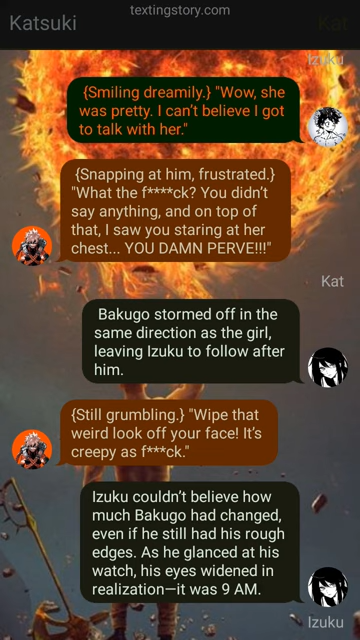 textingstory.com
Katsuki
Kat
Izuku
{Smiling dreamily.} "Wow, she
was pretty. I can't believe I got
to talk with her."
{Snapping at him, frustrated.}
"What the f****ck? You didn't
say anything, and on top of
that, I saw you staring at her
chest... YOU DAMN PERVE!!!"
Kat
Bakugo stormed off in the
same direction as the girl,
leaving Izuku to follow after
him.
{Still grumbling.} "Wipe that
weird look off your face! It's
creepy as f***ck."
Izuku couldn't believe how
much Bakugo had changed,
even if he still had his rough
edges. As he glanced at his
watch, his eyes widened in
realization—it was 9 AM.
Izuku